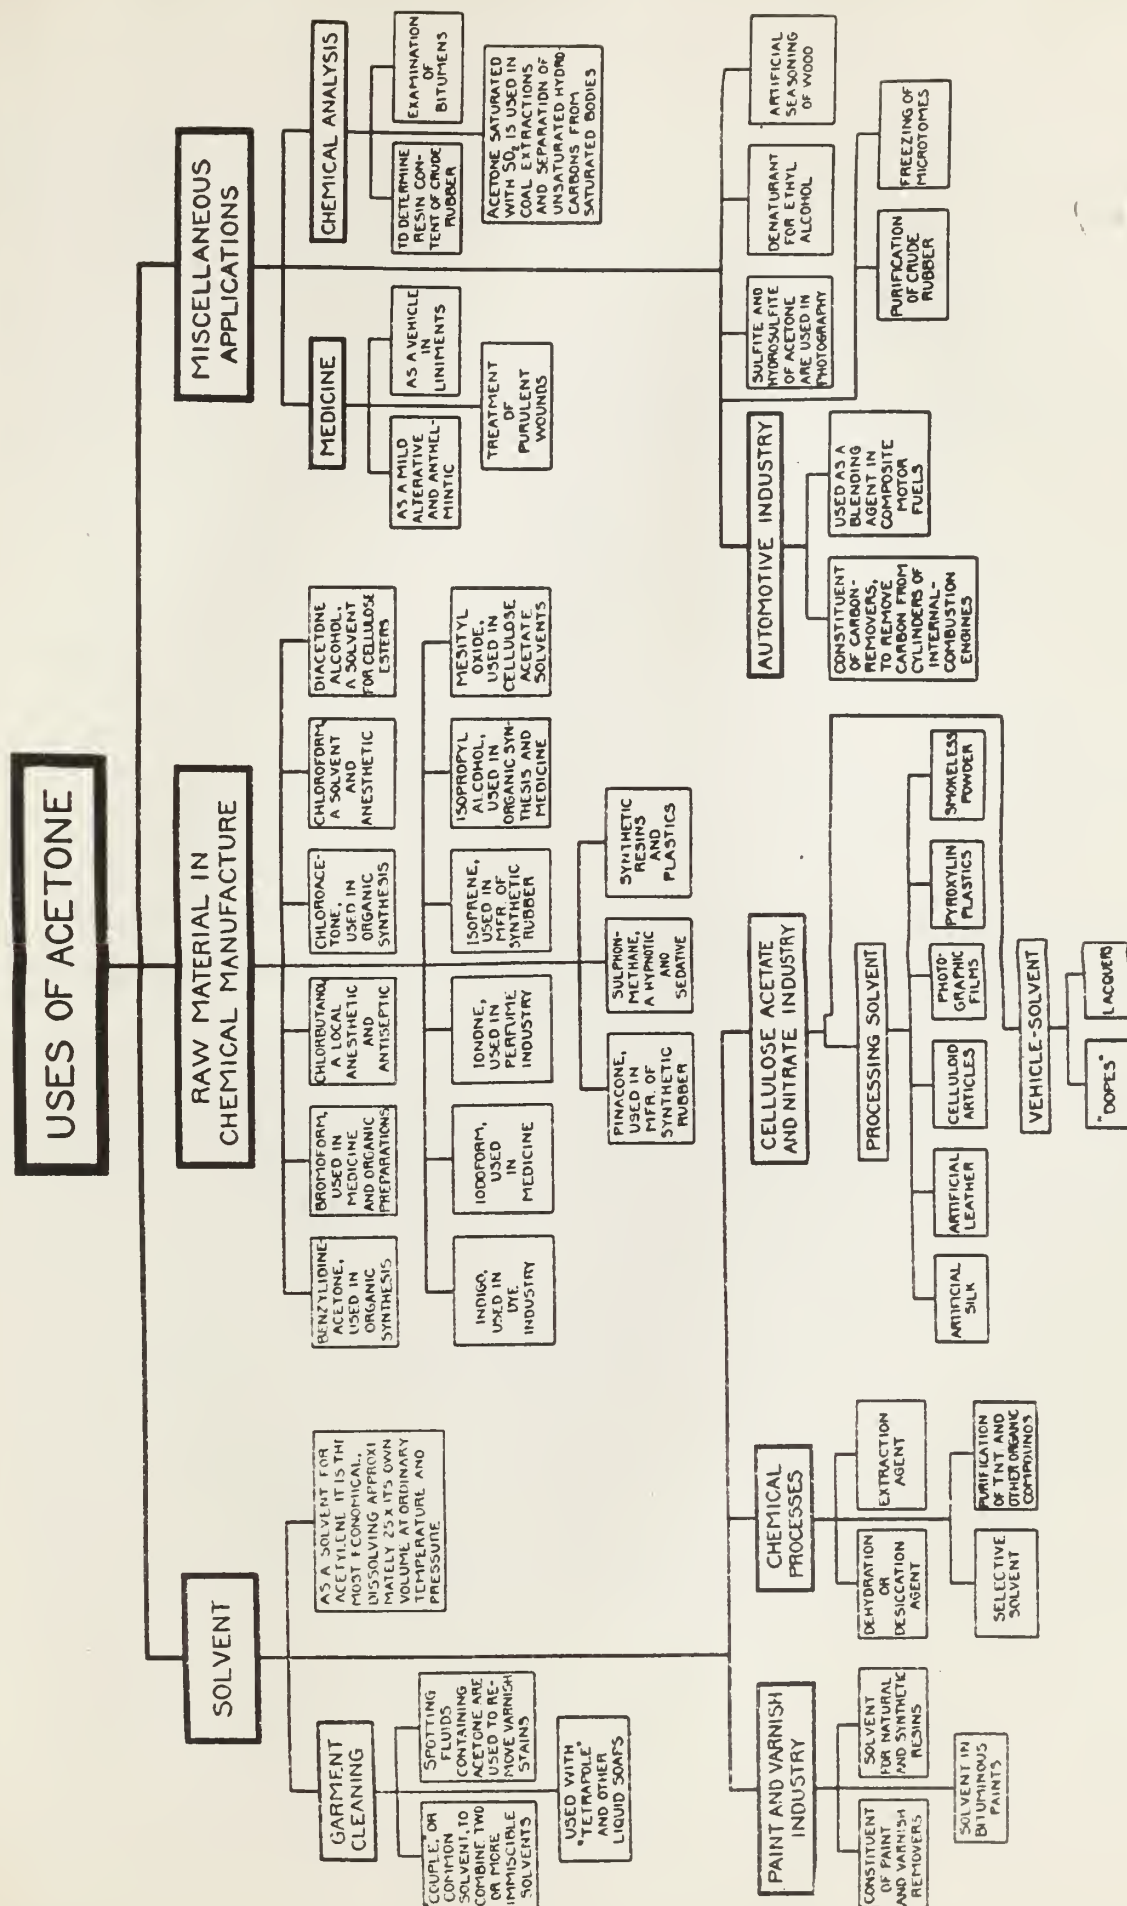 USES OF ACETONE
SOLVENT
GARMENT
CLEANING
COUPLE," OR
COMMON
SOLVENT, TO
COMBINE TWO
OR MORE
IMMISCIBLE
SOLVENTS
SPOTTING
FLUIDS
CONTAINING
ACETONE ARE
USED TO RE-
MOVE VARNISH
STAINS
USED WITH
"TETRAPOLE"
AND OTHER
LIQUID SOAPS
AS A SOLVENT FOR
ACETYLENE IT IS THE
MOST ECONOMICAL,
DISSOLVING APPROXI
MATELY 25 X ITS OWN
VOLUME AT ORDINARY
TEMPERATURE AND
PRESSURE
PAINT AND VARNISH
INDUSTRY
CONSTITUENT
OF PAINT
AND VARNISH
REMOVERS
SOLVENT
FOR NATURAL
AND SYNTHETIC
RESINS
SOLVENT IN
BITUMINOUS
PAINTS
CHEMICAL
PROCESSES
DEHYDRATION
OR
DESICCATION
AGENT
EXTRACTION
AGENT
SELECTIVE
SOLVENT
PURIFICATION
OF T.N.T. AND
OTHER ORGANIC
COMPOUNDS
CELLULOSE ACETATE
AND NITRATE INDUSTRY
PROCESSING SOLVENT
ARTIFICIAL
SILK
ARTIFICIAL
LEATHER
CELLULOID
ARTICLES
PHOTO-
GRAPHIC
FILMS
PYROXYLIN
PLASTICS
SMOKELESS
POWDER
VEHICLE-SOLVENT
"DOPES"
LACQUERS
RAW MATERIAL IN
CHEMICAL MANUFACTURE
BENZYLIDINE-
ACETONE,
USED IN
ORGANIC
SYNTHESIS
BROMOFORM,
USED IN
MEDICINE
AND ORGANIC
PREPARATIONS
CHLORBUTANOL
A LOCAL
ANESTHETIC
AND
ANTISEPTIC
CHLOROACE-
TONE,
USED IN
ORGANIC
SYNTHESIS
CHLOROFORM,
A SOLVENT
AND
ANESTHETIC
DIACETONE
ALCOHOL,
A SOLVENT
FOR CELLULOSE
ESTERS
INDIGO,
USED IN
DYE
INDUSTRY
IODOFORM,
USED
IN
MEDICINE
IONONE,
USED IN
PERFUME
INDUSTRY
ISOPRENE,
USED IN
MFR. OF
SYNTHETIC
RUBBER
ISOPROPYL
ALCOHOL,
USED IN
ORGANIC SYN-
THESIS AND
MEDICINE
MESITYL
OXIDE,
USED IN
CELLULOSE
ACETATE
SOLVENTS
PINACONE,
USED IN
MFR. OF
SYNTHETIC
RUBBER
SULPHON-
METHANE,
A HYPNOTIC
AND
SEDATIVE
SYNTHETIC
RESINS
AND
PLASTICS
MISCELLANEOUS
APPLICATIONS
MEDICINE
AS A MILD
ALTERATIVE
AND ANTHEL-
MINTIC
AS A VEHICLE
IN
LINIMENTS
TREATMENT
OF
PURULENT
WOUNDS
CHEMICAL ANALYSIS
TO DETERMINE
RESIN CON-
TENT OF CRUDE
RUBBER
EXAMINATION
OF
BITUMENS
ACETONE SATURATED
WITH SO₂ IS USED IN
COAL EXTRACTIONS
AND SEPARATION OF
UNSATURATED HYDRO-
CARBONS FROM
SATURATED BODIES
AUTOMOTIVE INDUSTRY
CONSTITUENT
OF CARBON-
REMOVERS,
TO REMOVE
CARBON FROM
CYLINDERS OF
INTERNAL-
COMBUSTION
ENGINES
USED AS A
BLENDING
AGENT IN
COMPOSITE
MOTOR
FUELS
SULFITE AND
HYDROSULFITE
OF ACETONE
ARE USED IN
PHOTOGRAPHY
DENATURANT
FOR ETHYL
ALCOHOL
ARTIFICIAL
SEASONING
OF WOOD
PURIFICATION
OF CRUDE
RUBBER
FREEZING OF
MICROTOMES